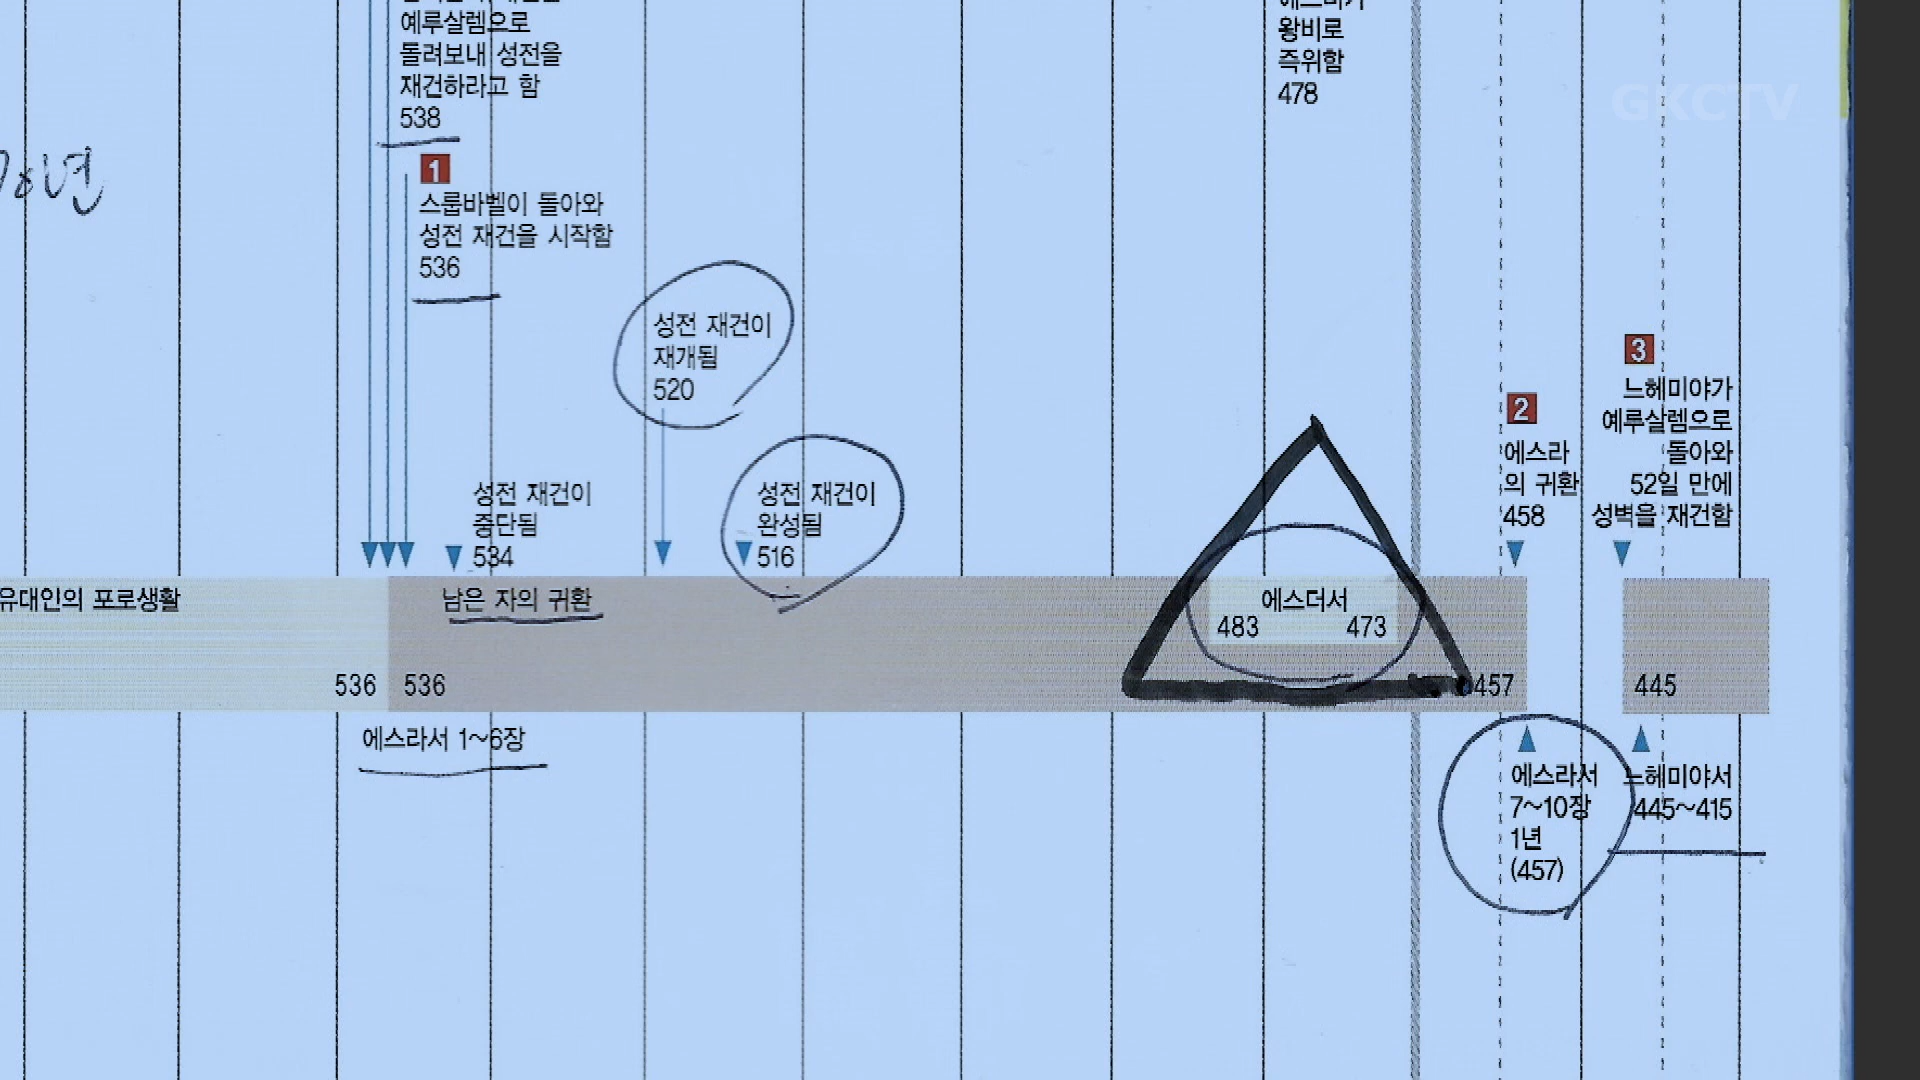 예루살렘으로
돌려보내 성전을
재건하라고 함
538
1
스룹바벨이 돌아와
성전 재건을 시작함
536
성전 재건이
재개됨
520
성전 재건이
중단됨
534
성전 재건이
완성됨
516
왕비로
즉위함
478
GKCTV
2
에스라
의 귀환
458
3
느헤미야가
예루살렘으로
돌아와
52일 만에
성벽을 재건함
유대인의 포로생활
536
남은 자의 귀환
536
에스더서
483 473
457
445
에스라서 1~6장
에스라서
7~10장
1년
(457)
느헤미야서
445~415